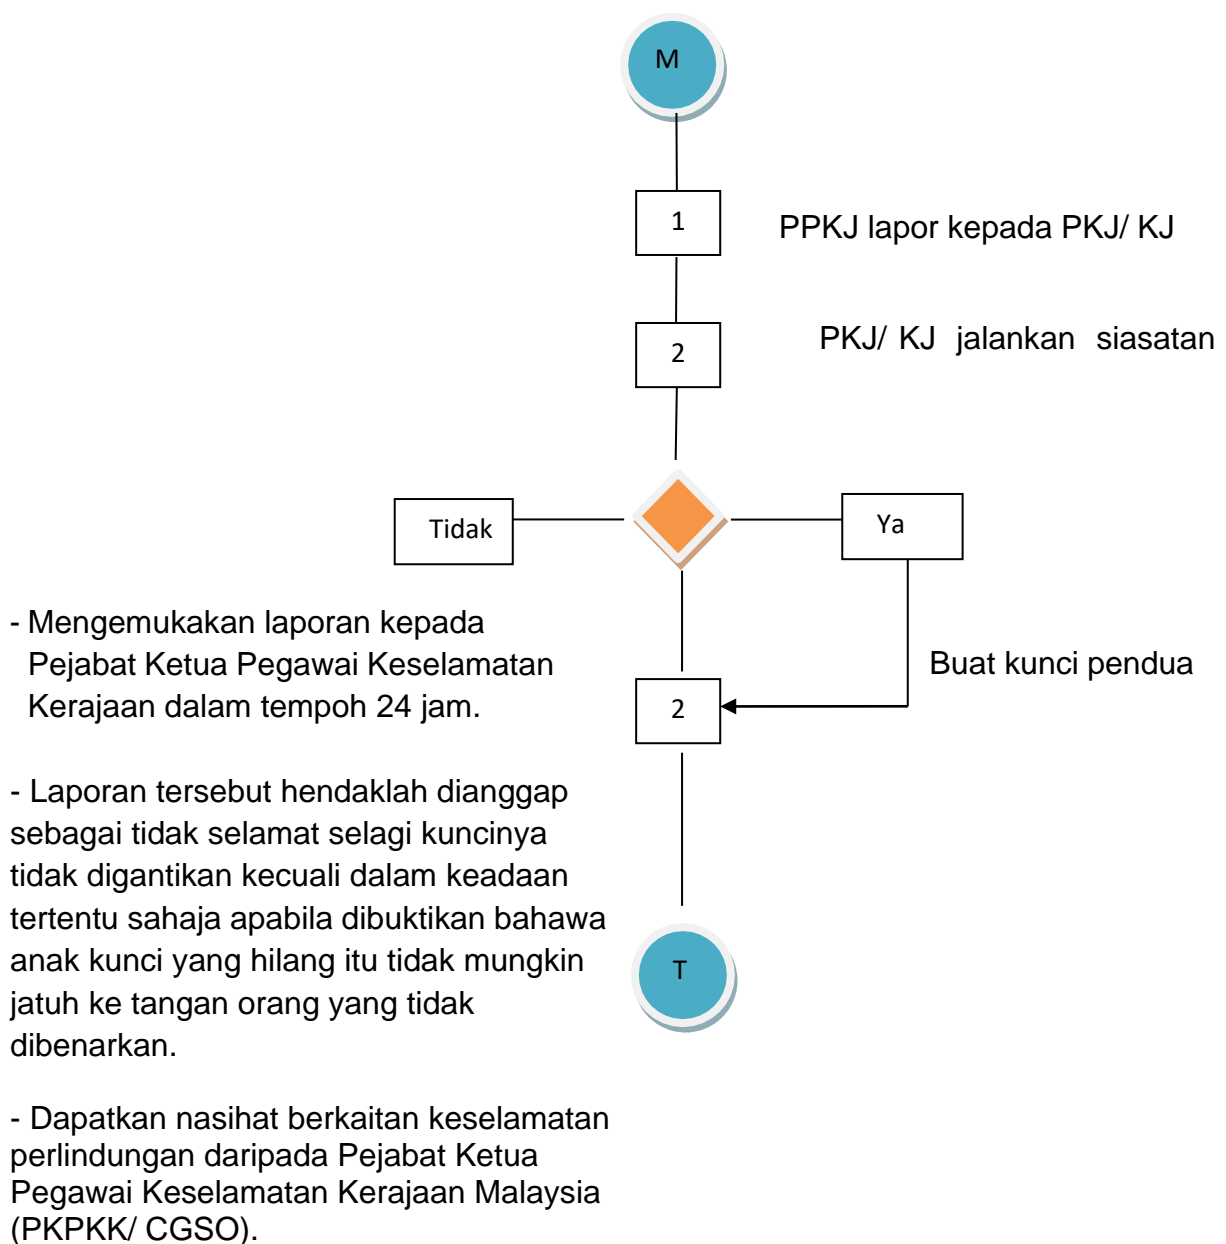 M
1
PPKJ lapor kepada PKJ/ KJ
2
PKJ/ KJ jalankan siasatan
Tidak
Ya
- Mengemukakan laporan kepada
Pejabat Ketua Pegawai Keselamatan
Kerajaan dalam tempoh 24 jam.
Buat kunci pendua
2
- Laporan tersebut hendaklah dianggap
sebagai tidak selamat selagi kuncinya
tidak digantikan kecuali dalam keadaan
tertentu sahaja apabila dibuktikan bahawa
anak kunci yang hilang itu tidak mungkin
jatuh ke tangan orang yang tidak
dibenarkan.
T
- Dapatkan nasihat berkaitan keselamatan
perlindungan daripada Pejabat Ketua
Pegawai Keselamatan Kerajaan Malaysia
(PKPKK/ CGSO).